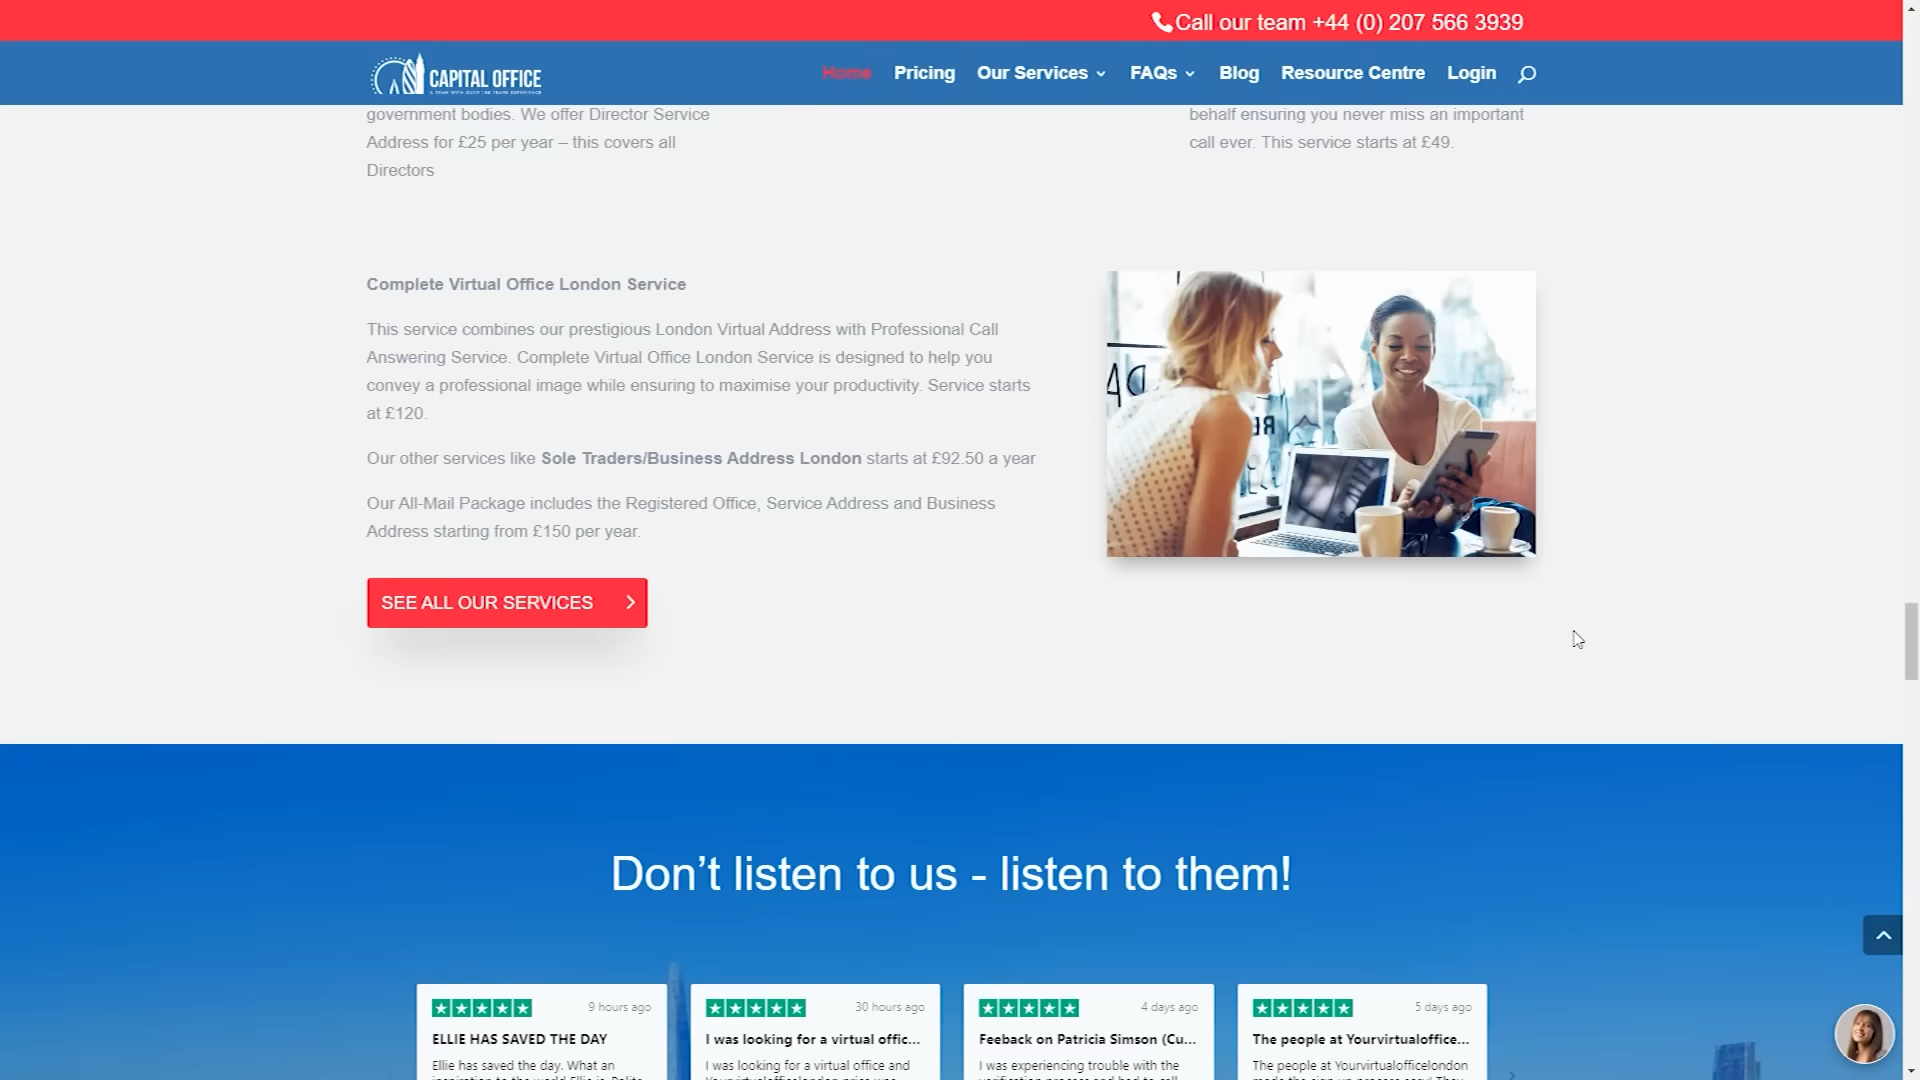 Call our team +44 (0) 207 566 3939
CAPITAL OFFICE
Home Pricing Our Services FAQs Blog Resource Centre Login
government bodies. We offer Director Service
Address for £25 per year – this covers all
Directors
behalf ensuring you never miss an important
call ever. This service starts at £49.
Complete Virtual Office London Service
This service combines our prestigious London Virtual Address with Professional Call
Answering Service. Complete Virtual Office London Service is designed to help you
convey a professional image while ensuring to maximise your productivity. Service starts
at £120.
Our other services like Sole Traders/Business Address London starts at £92.50 a year
Our All-Mail Package includes the Registered Office, Service Address and Business
Address starting from £150 per year.
SEE ALL OUR SERVICES
Don’t listen to us - listen to them!
9 hours ago
ELLIE HAS SAVED THE DAY
Ellie has saved the day. What an
30 hours ago
I was looking for a virtual offic...
I was looking for a virtual office and
4 days ago
Feeback on Patricia Simson (Cu...
I was experiencing trouble with the
5 days ago
The people at Yourvirtualoffice...
The people at Yourvirtualofficelondon